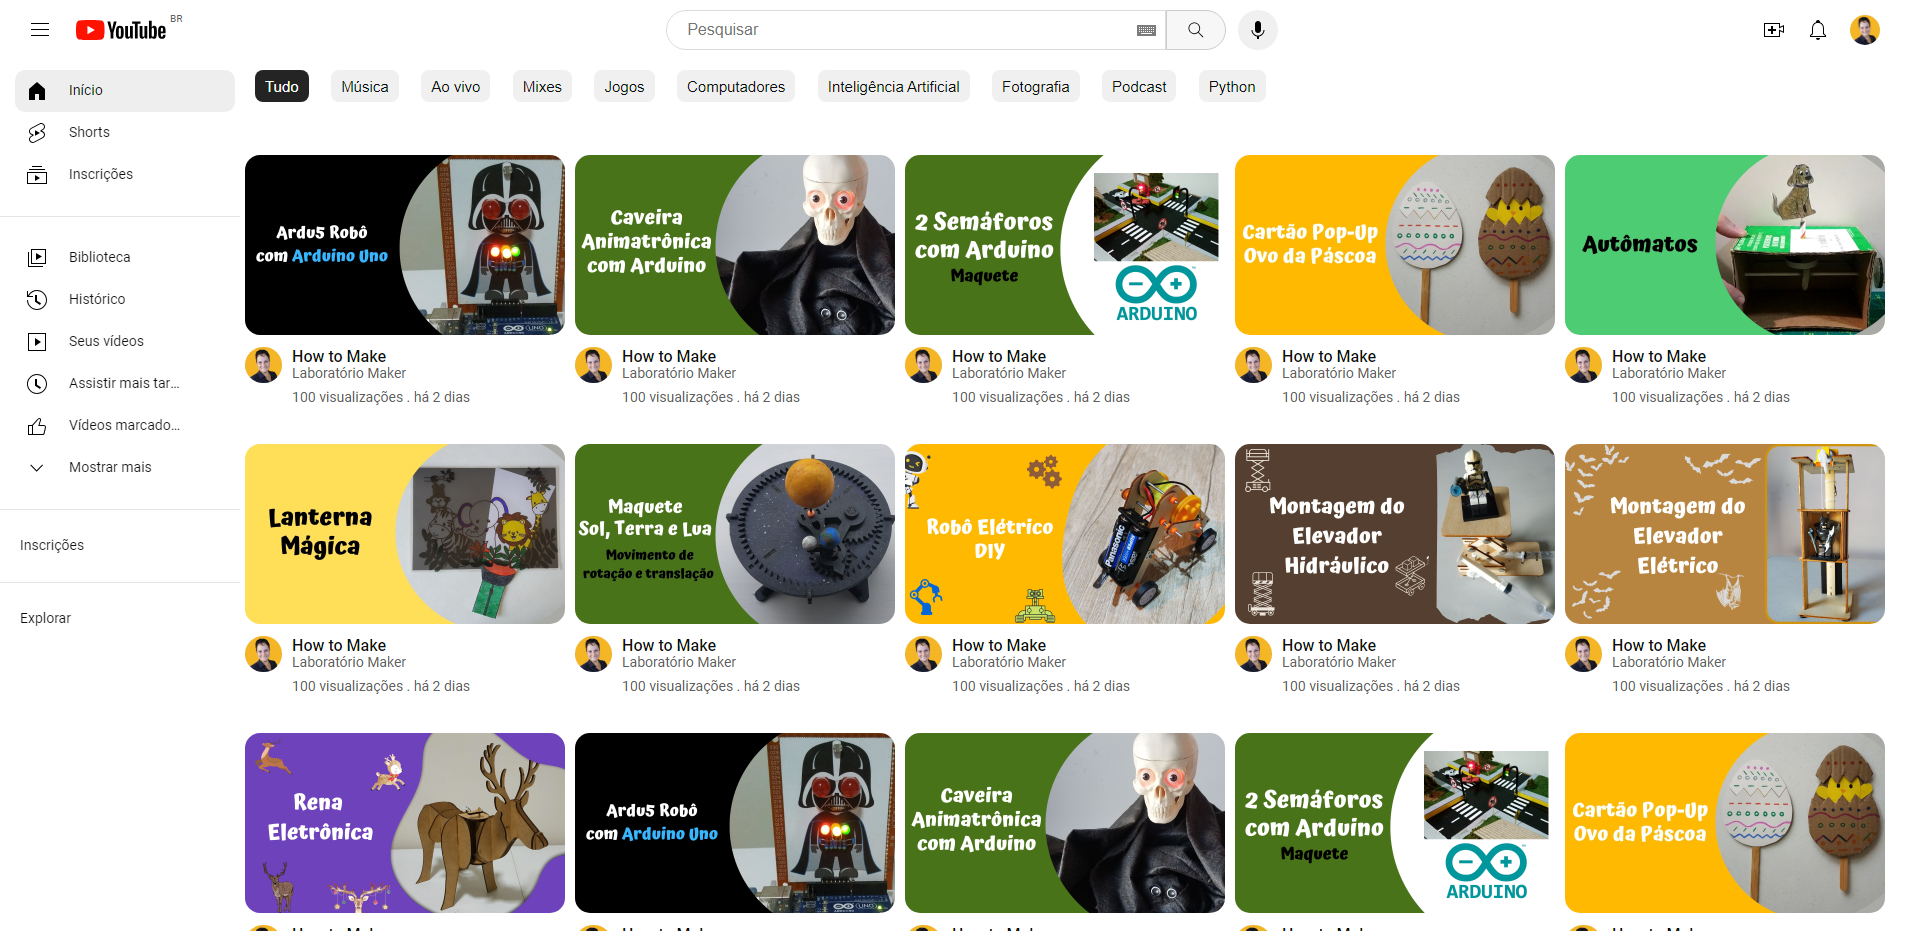 YouTube BR
Pesquisar
Início
Shorts
Inscrições
Biblioteca
Histórico
Seus vídeos
Assistir mais tar...
Vídeos marcado...
Mostrar mais
Inscrições
Explorar
Tudo Música Ao vivo Mixes Jogos Computadores Inteligência Artificial Fotografia Podcast Python
Ardu5 Robô
com Arduino Uno
UNO
How to Make
Laboratório Maker
100 visualizações . há 2 dias
Caveira
Animatrônica
com Arduino
How to Make
Laboratório Maker
100 visualizações . há 2 dias
2 Semáforos
com Arduino
Maquete
ARDUINO
How to Make
Laboratório Maker
100 visualizações . há 2 dias
Cartão Pop-Up
Ovo da Páscoa
How to Make
Laboratório Maker
100 visualizações . há 2 dias
Autômatos
How to Make
Laboratório Maker
100 visualizações . há 2 dias
Lanterna
Mágica
How to Make
Laboratório Maker
100 visualizações . há 2 dias
Maquete
Sol, Terra e Lua
Movimento de
rotação e translação
How to Make
Laboratório Maker
100 visualizações . há 2 dias
Robô Elétrico
DIY
Panasonic
How to Make
Laboratório Maker
100 visualizações . há 2 dias
Montagem do
Elevador
Hidráulico
How to Make
Laboratório Maker
100 visualizações . há 2 dias
Montagem do
Elevador
Elétrico
How to Make
Laboratório Maker
100 visualizações . há 2 dias
Rena
Eletrônica
Ardu5 Robô
com Arduino Uno
UNO
Caveira
Animatrônica
com Arduino
2 Semáforos
com Arduino
Maquete
ARDUINO
Cartão Pop-Up
Ovo da Páscoa